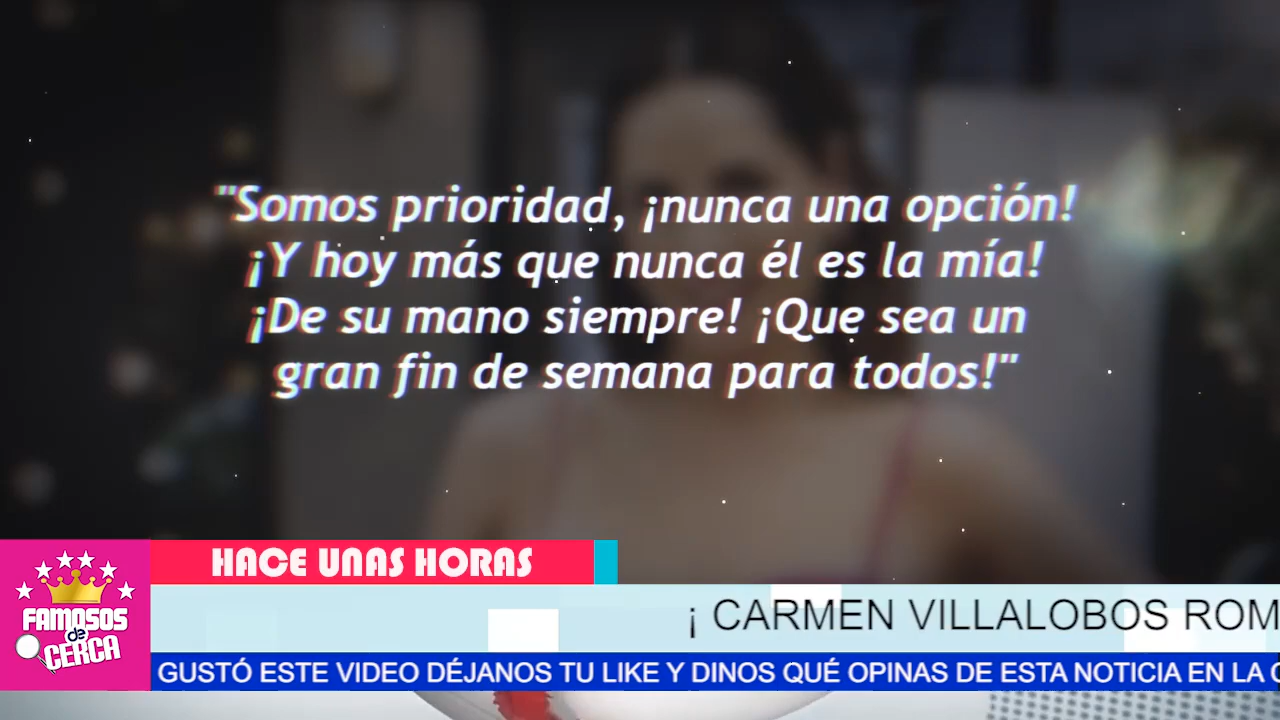 "Somos prioridad, ¡nunca una opción!
¡Y hoy más que nunca él es la mía!
¡De su mano siempre! ¡Que sea un
gran fin de semana para todos!"
HACE UNAS HORAS
FAMOSOS
de
CERCA
¡ CARMEN VILLALOBOS ROM
GUSTÓ ESTE VIDEO DÉJANOS TU LIKE Y DINOS QUÉ OPINAS DE ESTA NOTICIA EN LA C